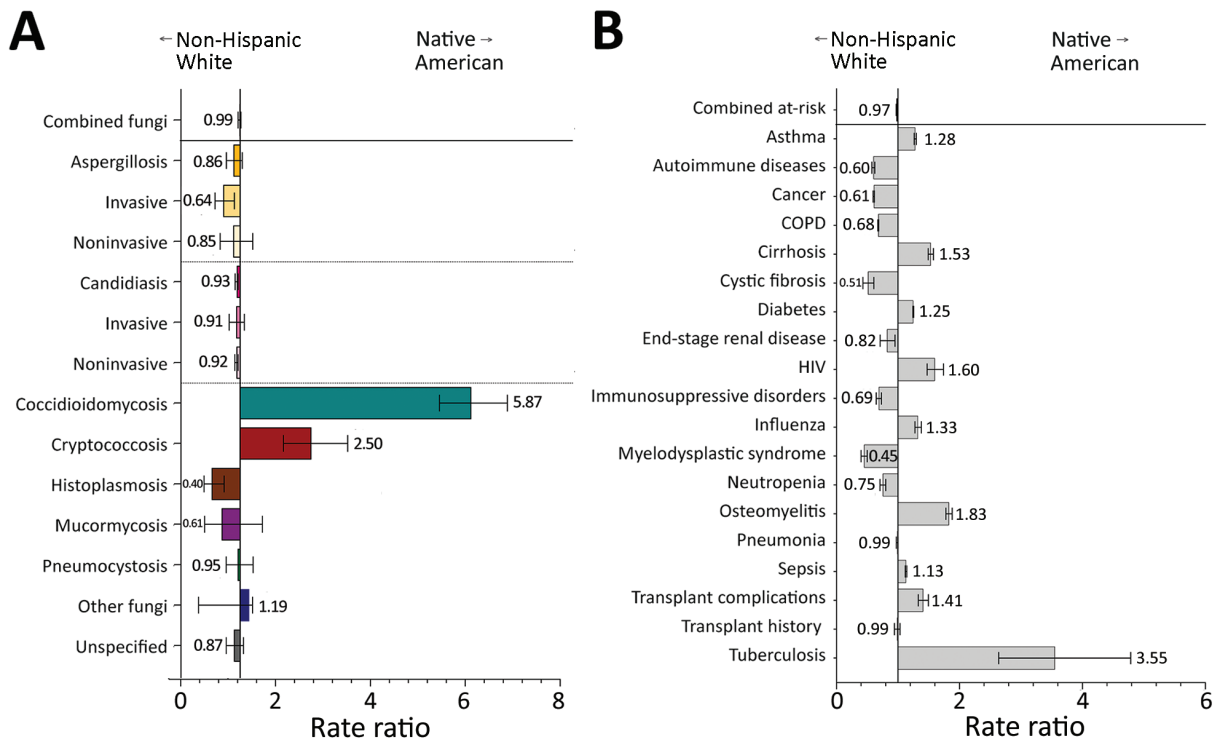 A
← Non-Hispanic
White
Native →
American
Combined fungi 0.99
Aspergillosis 0.86
Invasive 0.64
Noninvasive 0.85
Candidiasis 0.93
Invasive 0.91
Noninvasive 0.92
Coccidioidomycosis 5.87
Cryptococcosis 2.50
Histoplasmosis 0.40
Mucormycosis 0.61
Pneumocystosis 0.95
Other fungi 1.19
Unspecified 0.87
0 2 4 6 8
Rate ratio
B
← Non-Hispanic
White
Native →
American
Combined at-risk 0.97
Asthma 1.28
Autoimmune diseases 0.60
Cancer 0.61
COPD 0.68
Cirrhosis 1.53
Cystic fibrosis 0.51
Diabetes 1.25
End-stage renal disease 0.82
HIV 1.60
Immunosuppressive disorders 0.69
Influenza 1.33
Myelodysplastic syndrome 0.45
Neutropenia 0.75
Osteomyelitis 1.83
Pneumonia 0.99
Sepsis 1.13
Transplant complications 1.41
Transplant history 0.99
Tuberculosis 3.55
0 2 4 6
Rate ratio